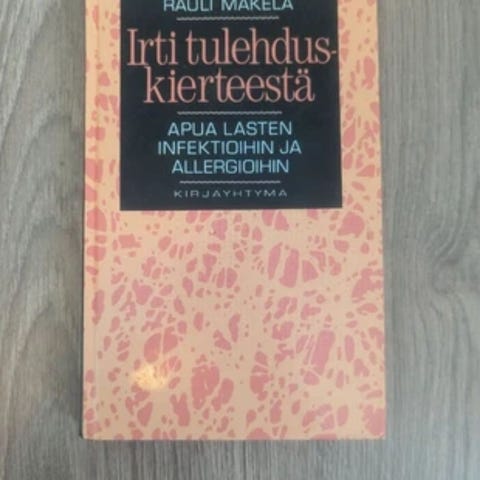 RAULI MÄKELÄ
Irti tulehdus-
kierteestä
APUA LASTEN
INFEKTIOIHIN JA
ALLERGIOIHIN
KIRJAYHTYMÄ